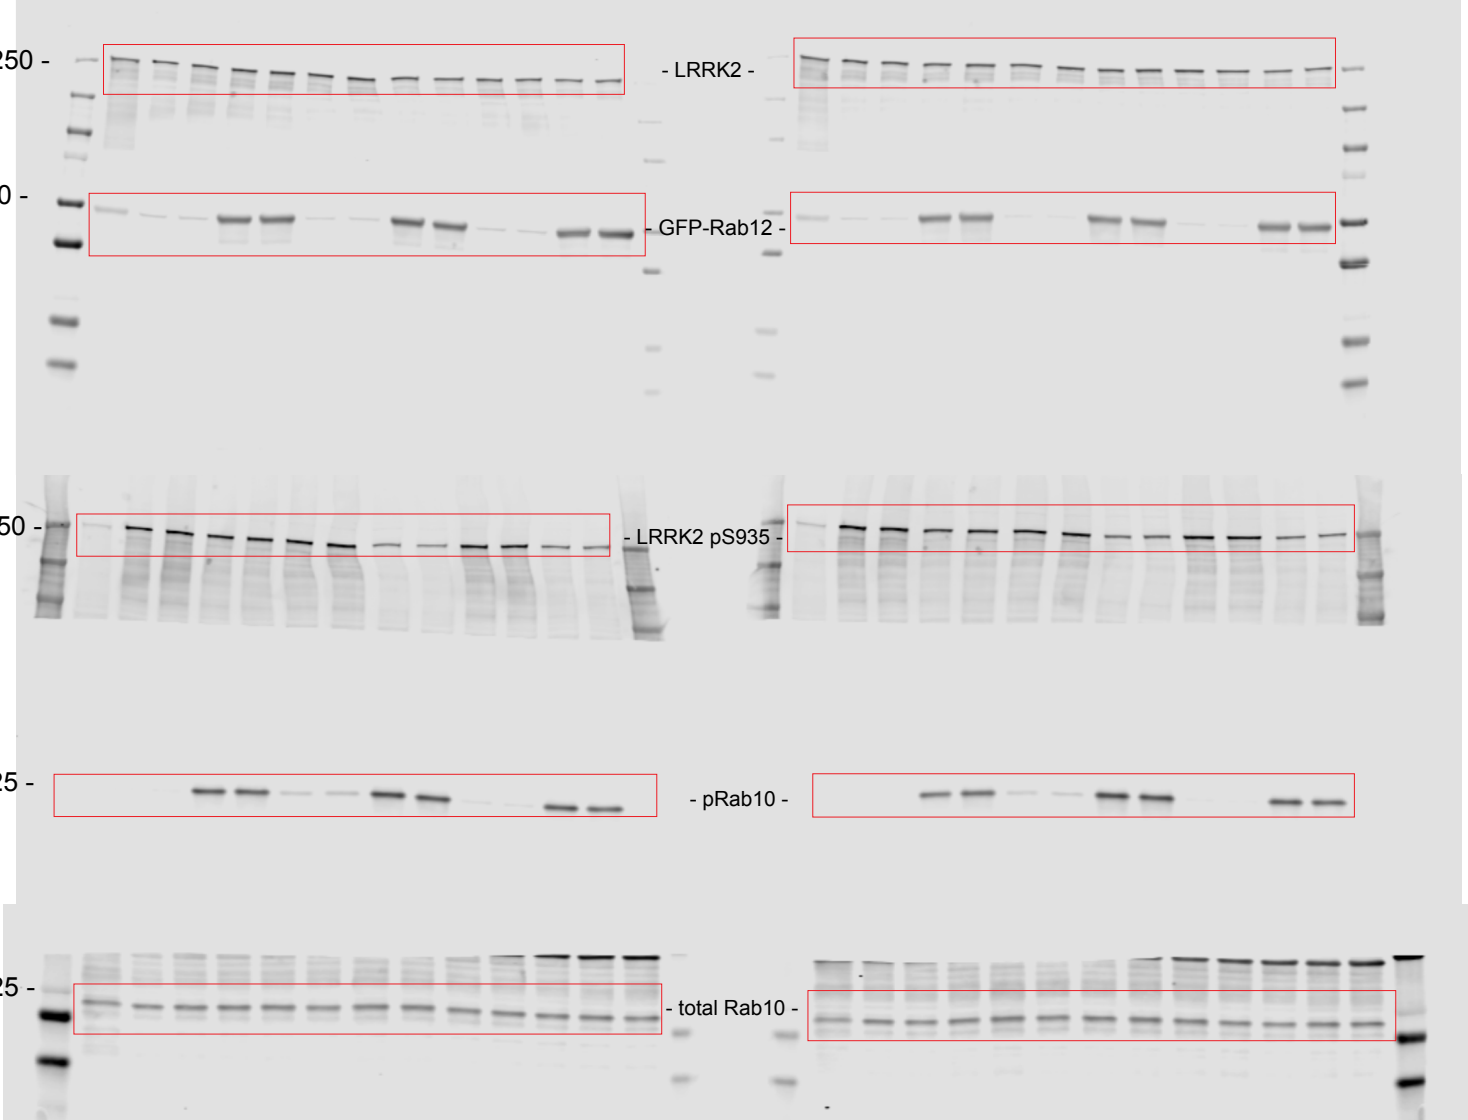 250 -
- LRRK2 -
0 -
- GFP-Rab12 -
50 -
- LRRK2 pS935 -
25 -
- pRab10 -
25 -
- total Rab10 -